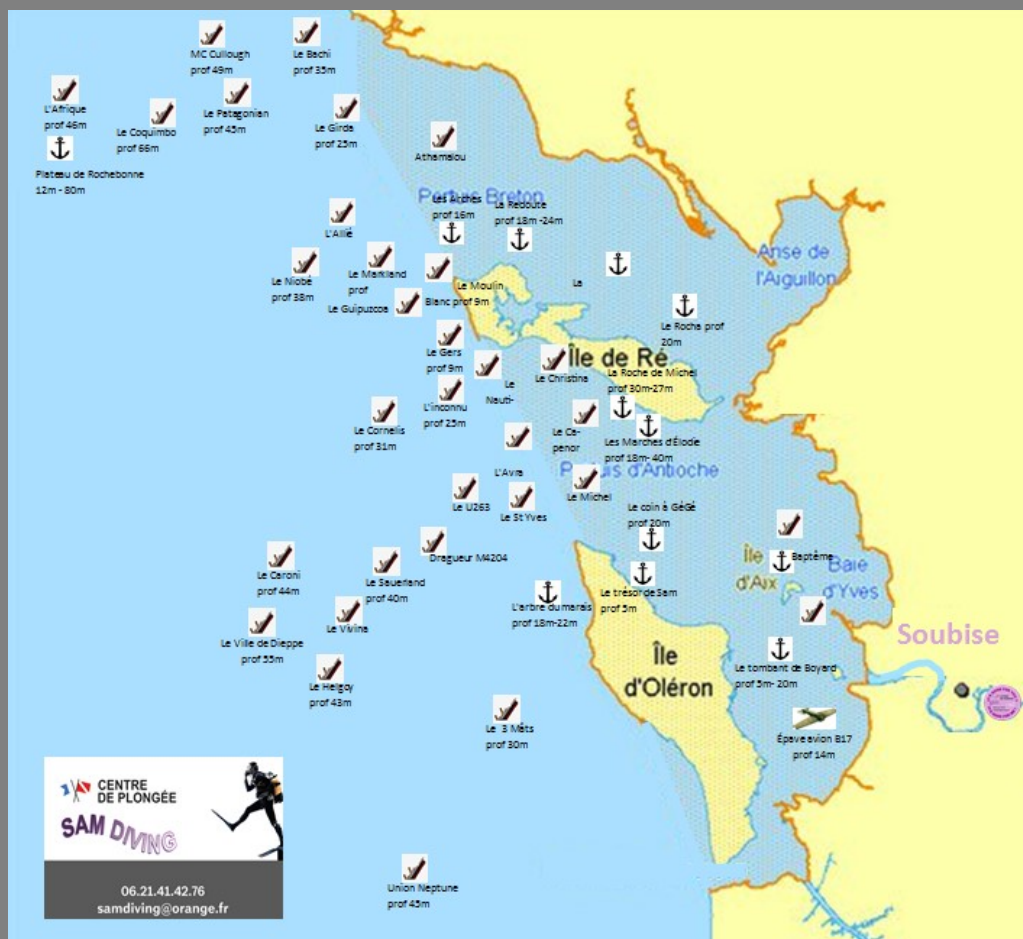 MC Cullough
prof 49m
Le Bachi
prof 35m
L'Afrique
prof 46m
Le Coquimbo
prof 66m
Le Patagonian
prof 45m
Le Girda
prof 25m
Plateau de Rochebonne
12m - 80m
Athamalou
Pertuis Breton
prof 16m
La Redoute
prof 18m -24m
L'Allié
Anse de
l'Aiguillon
Le Niobé
prof 38m
Le Markland
prof
Le Guipuzcoa
Le Moulin
Blanc prof 9m
La
Le Rocha prof
20m
Le Gers
prof 9m
Île de Ré
Le Christina
La Roche de Michel
prof 30m-27m
Le
Nauti-
L'inconnu
prof 25m
Le Cornelis
prof 31m
Le Ca-
penor
Les Marches d'Élodie
prof 18m- 40m
Pertuis d'Antioche
L'Avra
Le Michel
Le U263
Le St Yves
Le coin à GéGé
prof 20m
Dragueur M4204
Île
d'Aix
Baptême
Baie
d'Yves
Le Caroni
prof 44m
Le Sauerland
prof 40m
L'arbre du marais
prof 18m-22m
Le trésor de Sam
prof 5m
Le Ville de Dieppe
prof 55m
Le Vivina
Soubise
Île
d'Oléron
Le tombant de Boyard
prof 5m- 20m
Le Helgoy
prof 43m
Le 3 Mâts
prof 30m
Épave avion B17
prof 14m
CENTRE
DE PLONGÉE
SAM DIVING
06.21.41.42.76
samdiving@orange.fr
Union Neptune
prof 45m